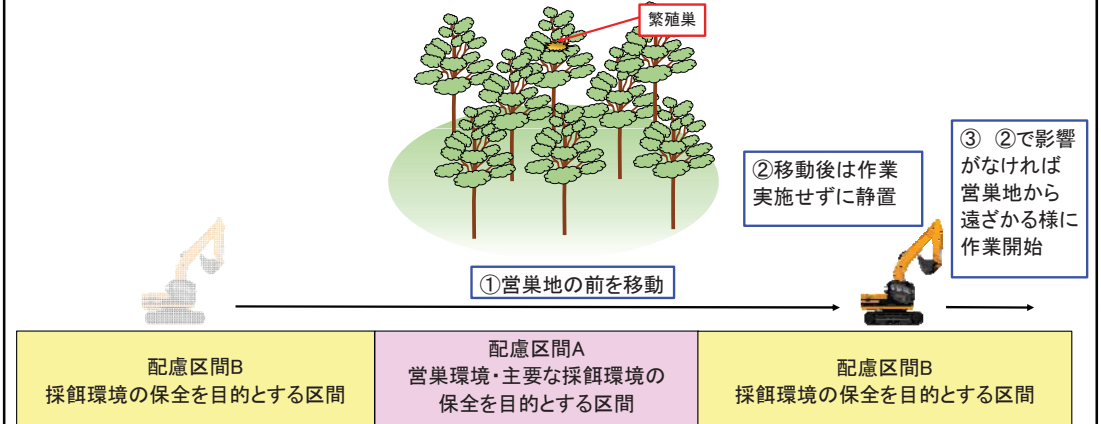 繁殖巣
②移動後は作業
実施せずに静置
③ ②で影響
がなければ
営巣地から
遠ざかる様に
作業開始
①営巣地の前を移動
配慮区間B
採餌環境の保全を目的とする区間
配慮区間A
営巣環境・主要な採餌環境の
保全を目的とする区間
配慮区間B
採餌環境の保全を目的とする区間